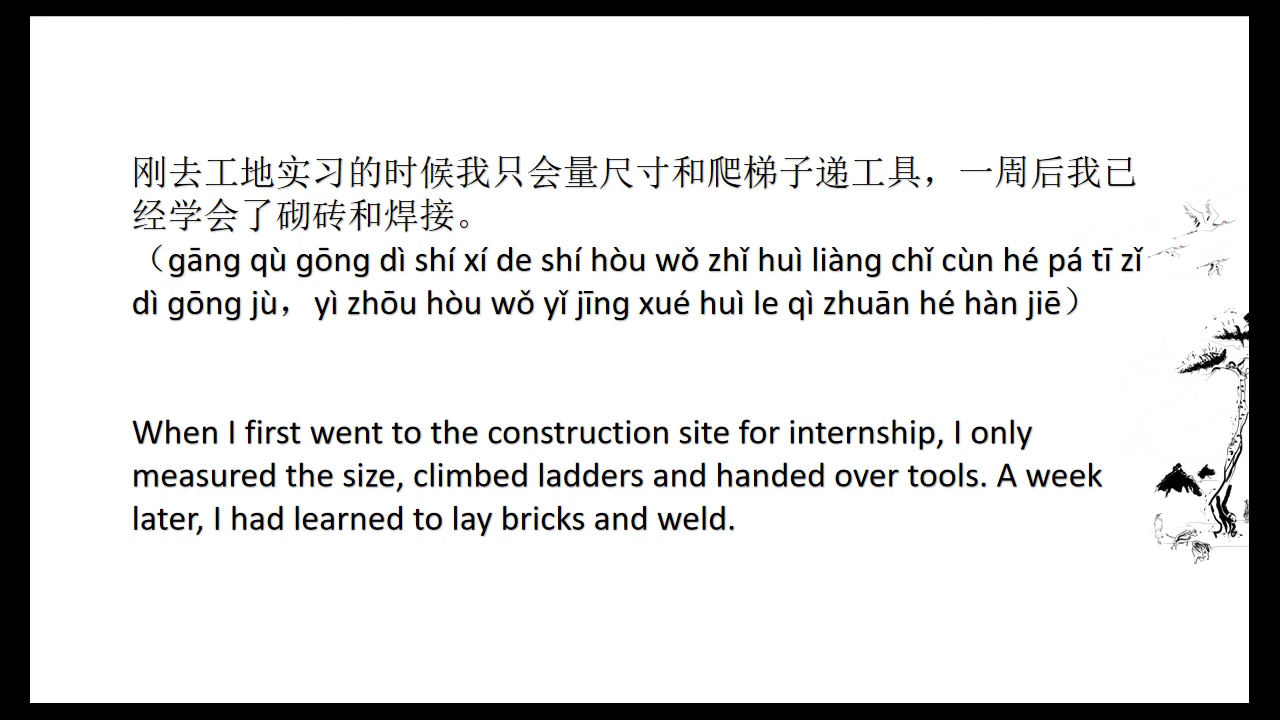 刚去工地实习的时候我只会量尺寸和爬梯子递工具，一周后我已
经学会了砌砖和焊接。
（gāng qù gōng dì shí xí de shí hòu wǒ zhǐ huì liàng chǐ cùn hé pá tī zǐ
dì gōng jù，yì zhōu hòu wǒ yǐ jīng xué huì le qì zhuān hé hàn jiē）
When I first went to the construction site for internship, I only
measured the size, climbed ladders and handed over tools. A week
later, I had learned to lay bricks and weld.